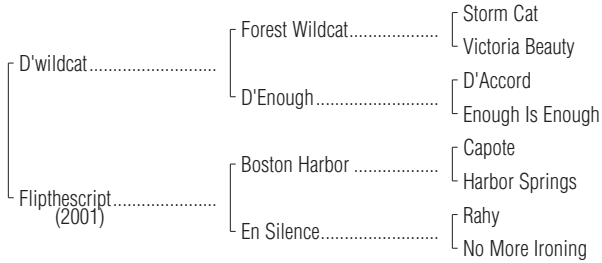 Storm Cat
Forest Wildcat....................
Victoria Beauty
D'wildcat............................
D'Accord
D'Enough...........................
Enough Is Enough
Capote
Boston Harbor ...................
Harbor Springs
Flipthescript.......................
(2001)
Rahy
En Silence..........................
No More Ironing